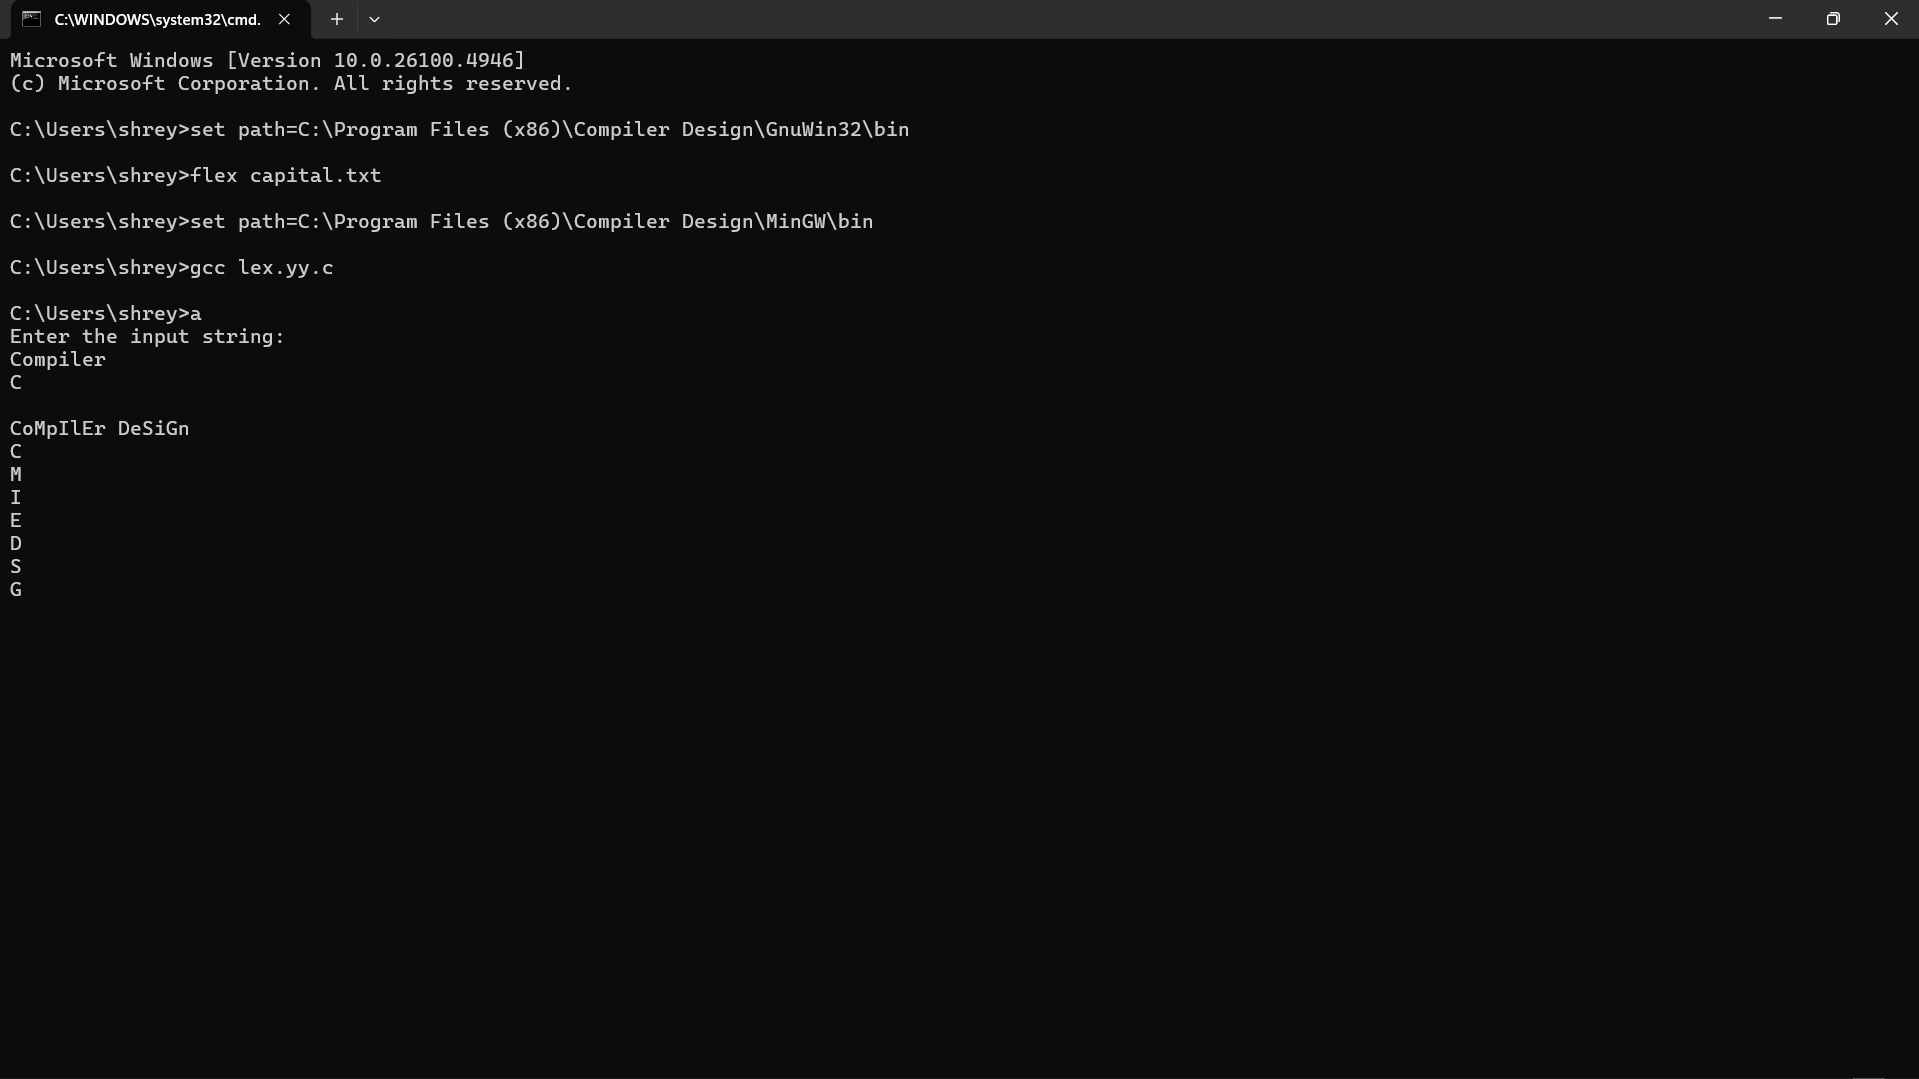 C:\WINDOWS\system32\cmd.
Microsoft Windows [Version 10.0.26100.4946]
(c) Microsoft Corporation. All rights reserved.
C:\Users\shrey>set path=C:\Program Files (x86)\Compiler Design\GnuWin32\bin
C:\Users\shrey>flex capital.txt
C:\Users\shrey>set path=C:\Program Files (x86)\Compiler Design\MinGW\bin
C:\Users\shrey>gcc lex.yy.c
C:\Users\shrey>a
Enter the input string:
Compiler
C
CoMpIlEr DeSiGn
C
M
I
E
D
S
G